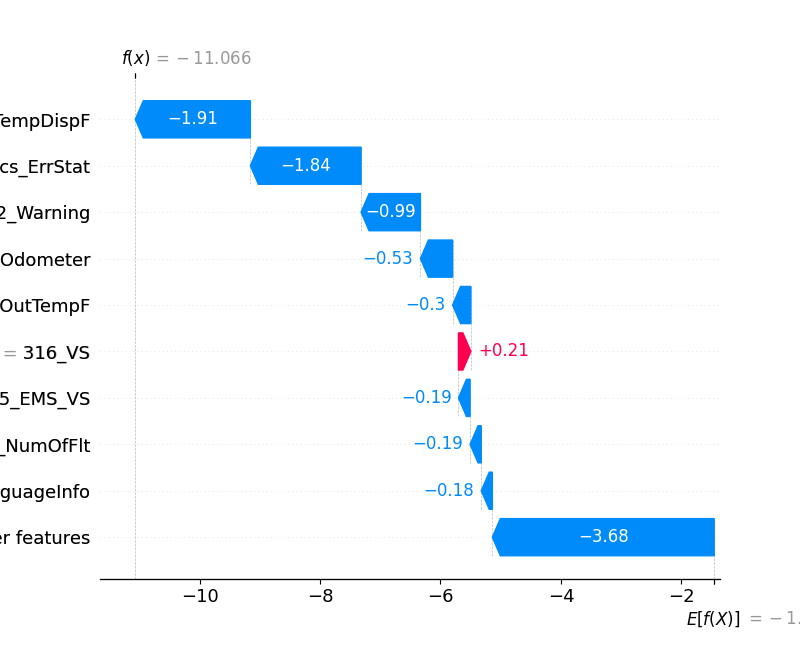 f(x) = −11.066
TempDispF −1.91
cs_ErrStat −1.84
2_Warning −0.99
Odometer −0.53
OutTempF −0.3
= 316_VS +0.21
5_EMS_VS −0.19
_NumOfFlt −0.19
guageInfo −0.18
er features −3.68
−10 −8 −6 −4 −2
E[f(X)] = −1.